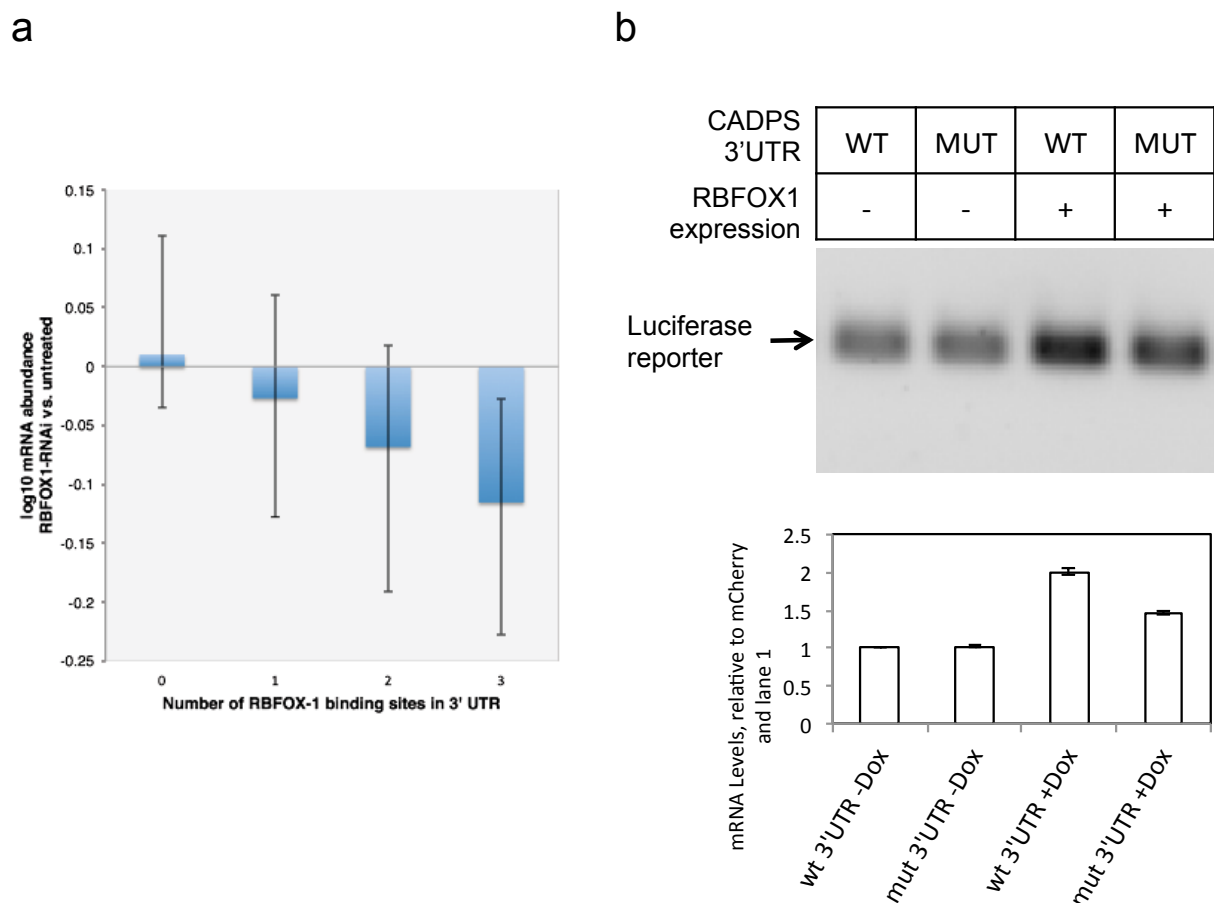 a
0.15
0.1
0.05
0
-0.05
-0.1
-0.15
-0.2
-0.25
log10 mRNA abundance
RBFOX1-RNAi vs. untreated
0 1 2 3
Number of RBFOX-1 binding sites in 3' UTR
b
CADPS
3’UTR
WT MUT WT MUT
RBFOX1
expression
- - + +
Luciferase
reporter
2.5
2
1.5
1
0.5
0
mRNA Levels, relative to mCherry
and lane 1
wt 3'UTR -Dox
mut 3'UTR -Dox
wt 3'UTR +Dox
mut 3'UTR +Dox